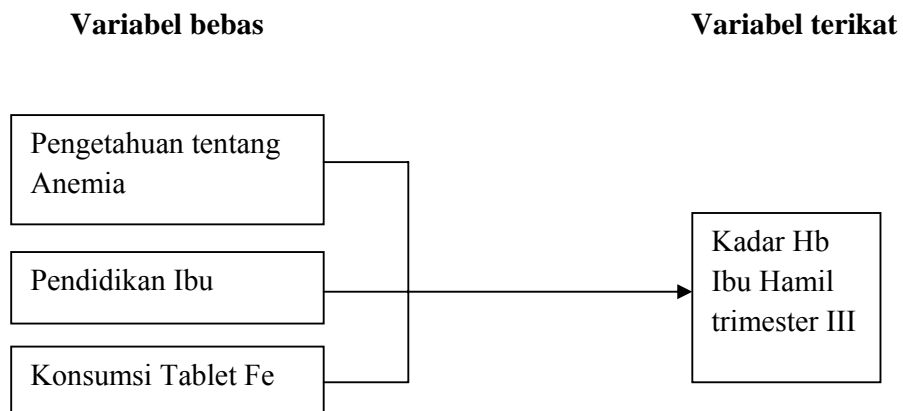 Variabel bebas
Variabel terikat
Pengetahuan tentang
Anemia
Pendidikan Ibu
Konsumsi Tablet Fe
Kadar Hb
Ibu Hamil
trimester III